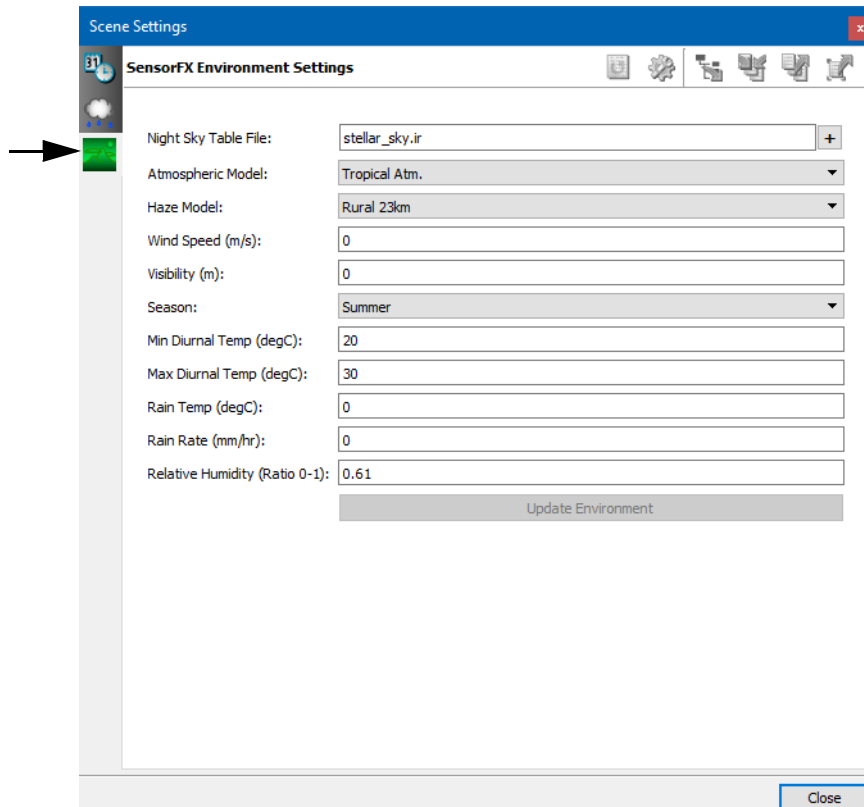 Scene Settings
x
31
SensorFX Environment Settings
Night Sky Table File: stellar_sky.ir +
Atmospheric Model: Tropical Atm.
Haze Model: Rural 23km
Wind Speed (m/s): 0
Visibility (m): 0
Season: Summer
Min Diurnal Temp (degC): 20
Max Diurnal Temp (degC): 30
Rain Temp (degC): 0
Rain Rate (mm/hr): 0
Relative Humidity (Ratio 0-1): 0.61
Update Environment
Close